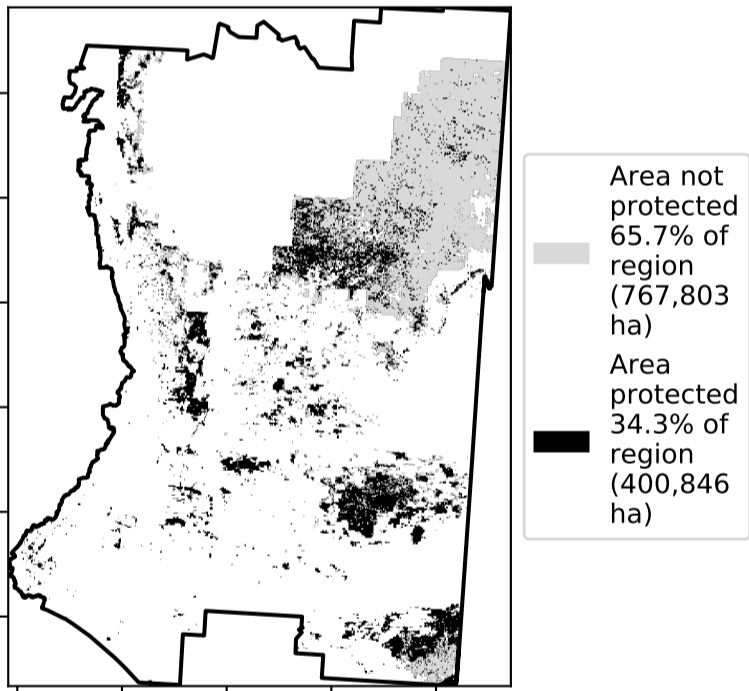 Area not
protected
65.7% of
region
(767,803
ha)
Area
protected
34.3% of
region
(400,846
ha)